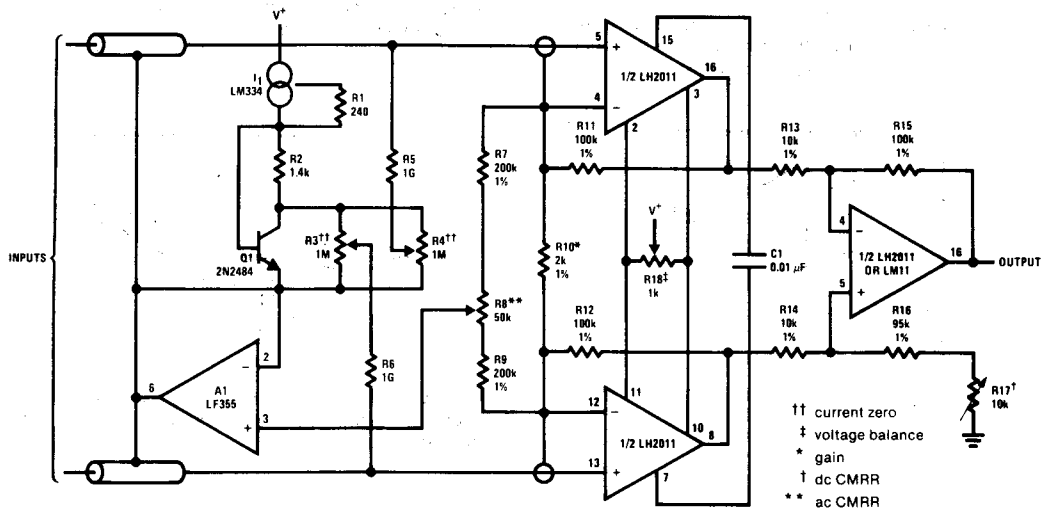 V+
I1
LM334
R1
240
R2
1.4k
R5
1G
R3††
1M
R4††
1M
Q1
2N2484
INPUTS
2
6
A1
LF355
3
+
R6
1G
R7
200k
1%
R8**
50k
R9
200k
1%
R10*
2k
1%
R11
100k
1%
R12
100k
1%
5
+
15
1/2 LH2011
16
3
4
2
V+
R18‡
1k
C1
0.01 µF
11
12
10
1/2 LH2011
8
13
+
7
R13
10k
1%
R15
100k
1%
4
1/2 LH2011
OR LM11
16
OUTPUT
5
+
R14
10k
1%
R16
95k
1%
R17†
10k
†† current zero
‡ voltage balance
* gain
† dc CMRR
** ac CMRR